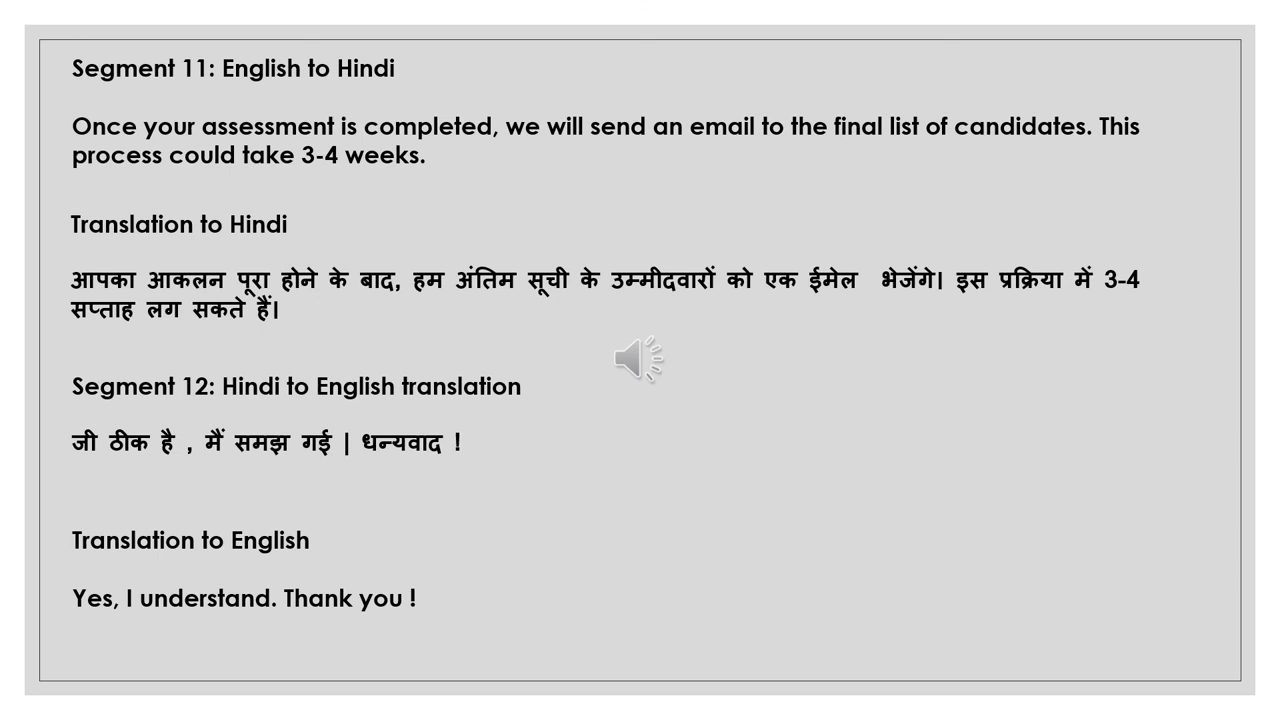 Segment 11: English to Hindi
Once your assessment is completed, we will send an email to the final list of candidates. This
process could take 3-4 weeks.
Translation to Hindi
आपका आकलन पूरा होने के बाद, हम अंतिम सूची के उम्मीदवारों को एक ईमेल भेजेंगे। इस प्रक्रिया में 3-4
सप्ताह लग सकते हैं।
Segment 12: Hindi to English translation
जी ठीक है , मैं समझ गई | धन्यवाद !
Translation to English
Yes, I understand. Thank you !